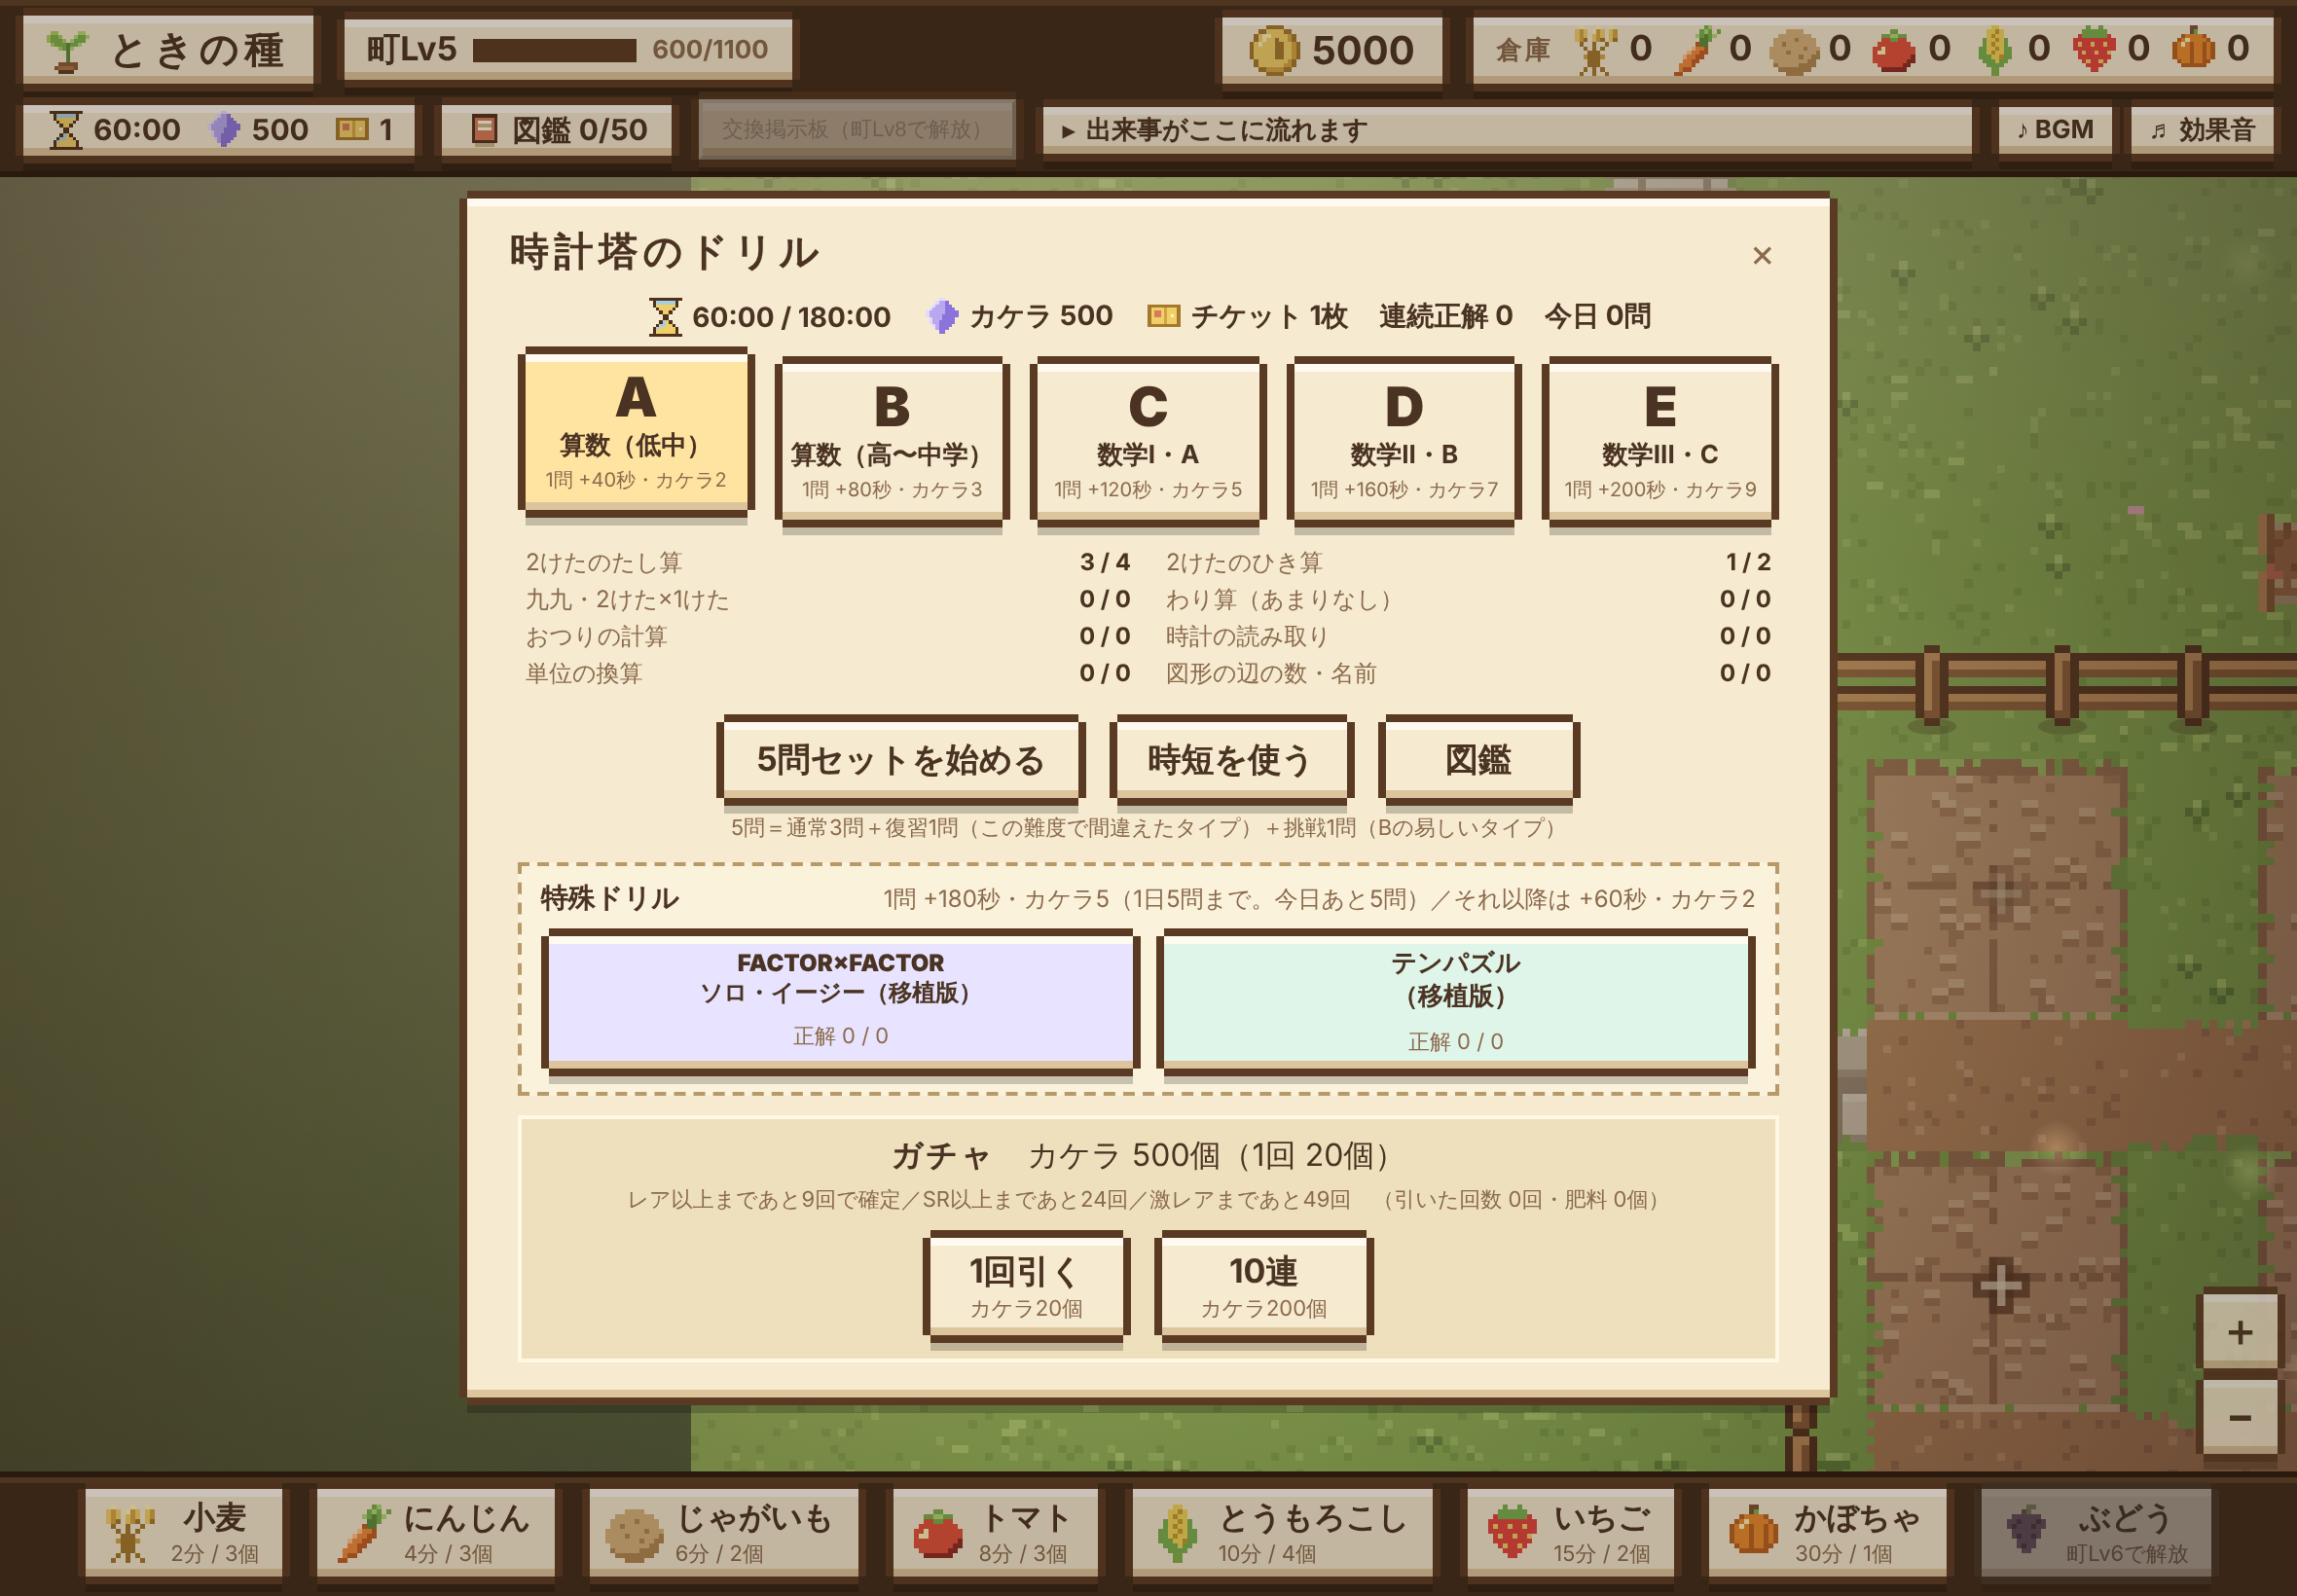 ときの種
町Lv5 600/1100
5000
倉庫 0 0 0 0 0 0 0
60:00 500 1
図鑑 0/50
交換掲示板（町Lv8で解放）
▸ 出来事がここに流れます
♪ BGM
♬ 効果音
時計塔のドリル
×
60:00 / 180:00 カケラ 500 チケット 1枚 連続正解 0 今日 0問
A
算数（低中）
1問 +40秒・カケラ2
B
算数（高〜中学）
1問 +80秒・カケラ3
C
数学I・A
1問 +120秒・カケラ5
D
数学II・B
1問 +160秒・カケラ7
E
数学III・C
1問 +200秒・カケラ9
2けたのたし算 3 / 4 2けたのひき算 1 / 2
九九・2けた×1けた 0 / 0 わり算（あまりなし） 0 / 0
おつりの計算 0 / 0 時計の読み取り 0 / 0
単位の換算 0 / 0 図形の辺の数・名前 0 / 0
5問セットを始める
時短を使う
図鑑
5問＝通常3問＋復習1問（この難度で間違えたタイプ）＋挑戦1問（Bの易しいタイプ）
特殊ドリル 1問 +180秒・カケラ5（1日5問まで。今日あと5問）／それ以降は +60秒・カケラ2
FACTOR×FACTOR
ソロ・イージー（移植版）
正解 0 / 0
テンパズル
（移植版）
正解 0 / 0
ガチャ カケラ 500個（1回 20個）
レア以上まであと9回で確定／SR以上まであと24回／激レアまであと49回 （引いた回数 0回・肥料 0個）
1回引く
カケラ20個
10連
カケラ200個
+
−
小麦
2分 / 3個
にんじん
4分 / 3個
じゃがいも
6分 / 2個
トマト
8分 / 3個
とうもろこし
10分 / 4個
いちご
15分 / 2個
かぼちゃ
30分 / 1個
ぶどう
町Lv6で解放